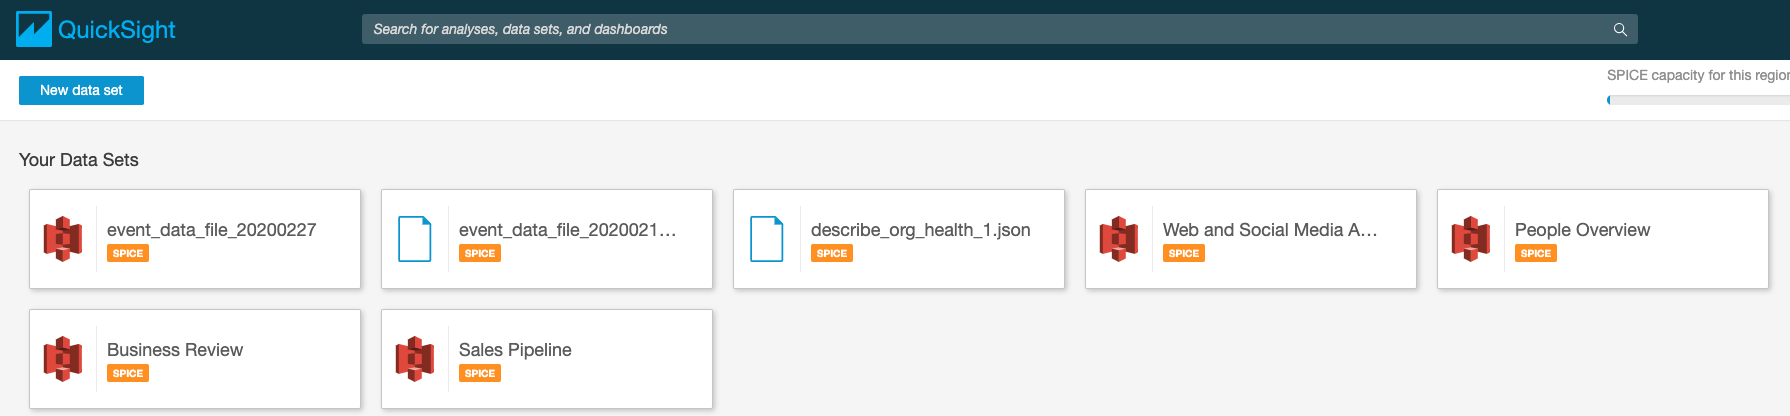 QuickSight
Search for analyses, data sets, and dashboards
New data set
SPICE capacity for this region
Your Data Sets
event_data_file_20200227
SPICE
event_data_file_2020021...
SPICE
describe_org_health_1.json
SPICE
Web and Social Media A...
SPICE
People Overview
SPICE
Business Review
SPICE
Sales Pipeline
SPICE